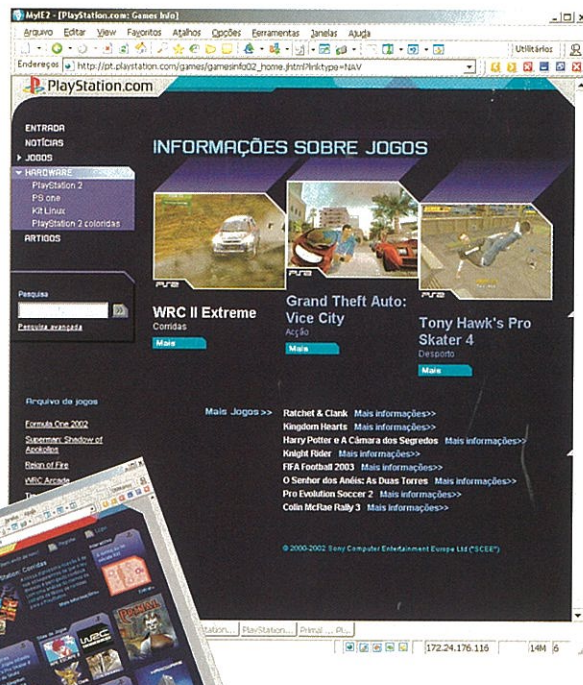 MyIE2 - [PlayStation.com: Games Info]
Arquivo Editar View Favoritos Atalhos Opções Ferramentas Janelas Ajuda
Utilitários
Endereços http://pt.playstation.com/games/gamesinfo02_home.jhtml?linktype=NAV
PlayStation.com
ENTRADA
NOTÍCIAS
JOGOS
HARDWARE
PlayStation 2
PS one
Kit Linux
PlayStation 2 coloridas
ARTIGOS
Pesquisa
Pesquisa avançada
INFORMAÇÕES SOBRE JOGOS
PS2
WRC II Extreme
Corridas
Mais
PS2
Grand Theft Auto:
Vice City
Acção
Mais
PS2
Tony Hawk's Pro
Skater 4
Desporto
Mais
Arquivo de jogos
Formula One 2002
Superman: Shadow of
Apokolips
Reign of Fire
WRC Arcade
Mais Jogos >>
Ratchet & Clank Mais informações>>
Kingdom Hearts Mais informações>>
Harry Potter e A Câmara dos Segredos Mais informações>>
Knight Rider Mais informações>>
FIFA Football 2003 Mais informações>>
O Senhor dos Anéis: As Duas Torres Mais informações>>
Pro Evolution Soccer 2 Mais informações>>
Colin McRae Rally 3 Mais informações>>
© 2000-2002 Sony Computer Entertainment Europe Ltd ("SCEE")
PlayStation... Primal ... Pl...
172.24.176.116 14M 6